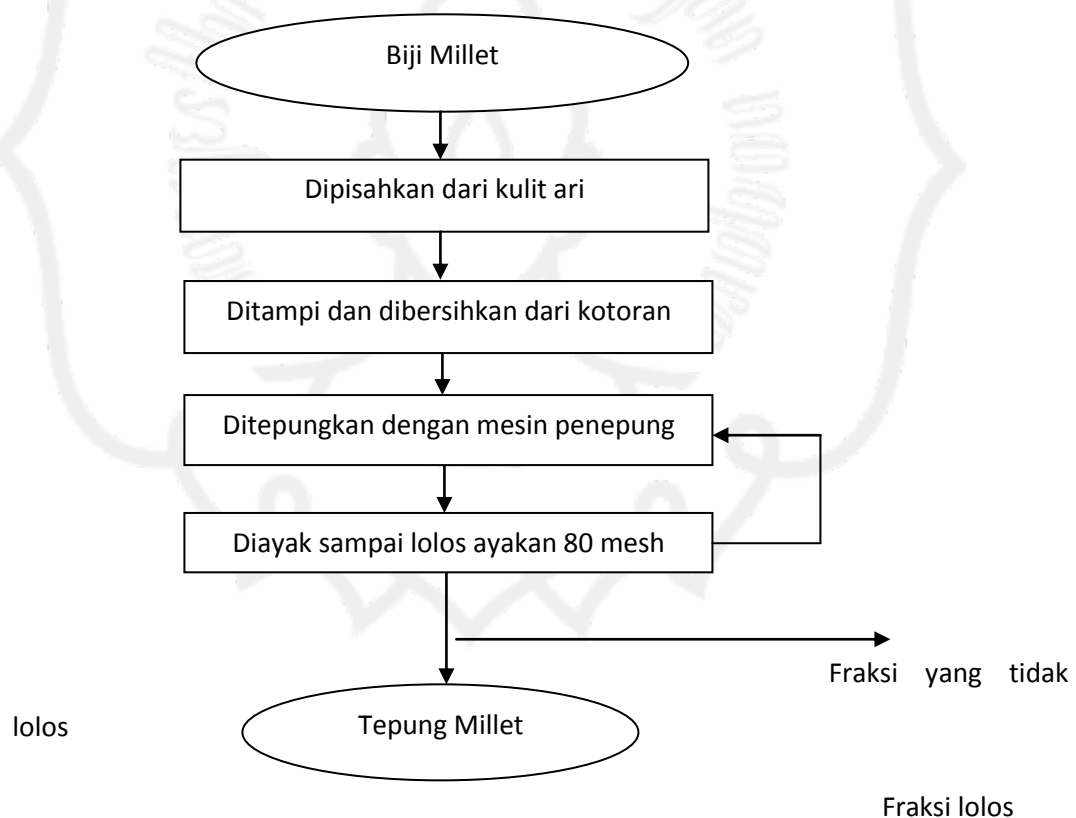 Biji Millet
Dipisahkan dari kulit ari
Ditampi dan dibersihkan dari kotoran
Ditepungkan dengan mesin penepung
Diayak sampai lolos ayakan 80 mesh
Fraksi yang tidak
lolos
Tepung Millet
Fraksi lolos